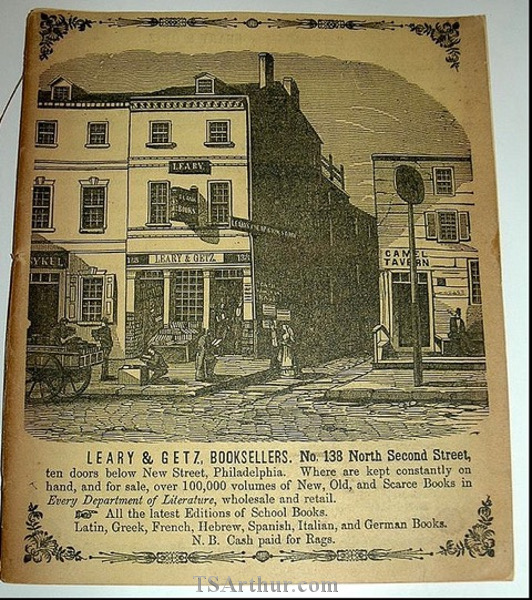 LEARY.
LEARY & GETZ
138
138
CAMEL
TAVERN
LEARY & GETZ, BOOKSELLERS. No. 138 North Second Street,
ten doors below New Street, Philadelphia. Where are kept constantly on
hand, and for sale, over 100,000 volumes of New, Old, and Scarce Books in
Every Department of Literature, wholesale and retail.
All the latest Editions of School Books.
Latin, Greek, French, Hebrew, Spanish, Italian, and German Books.
N. B. Cash paid for Rags.
TSArthur.com